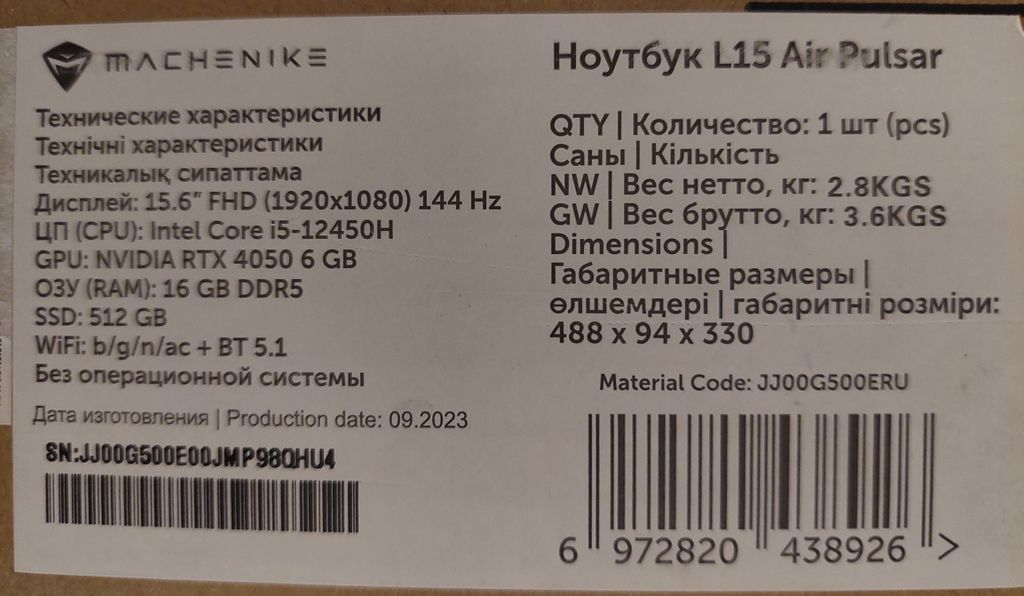 MACHENIKE
Технические характеристики
Технічні характеристики
Техникалық сипаттама
Дисплей: 15.6” FHD (1920x1080) 144 Hz
ЦП (CPU): Intel Core i5-12450H
GPU: NVIDIA RTX 4050 6 GB
ОЗУ (RAM): 16 GB DDR5
SSD: 512 GB
WiFi: b/g/n/ac + BT 5.1
Без операционной системы
Дата изготовления | Production date: 09.2023
SN:JJ00G500E00JMP98QHU4
Ноутбук L15 Air Pulsar
QTY | Количество: 1 шт (pcs)
Саны | Кількість
NW | Вес нетто, кг: 2.8KGS
GW | Вес брутто, кг: 3.6KGS
Dimensions |
Габаритные размеры |
өлшемдері | габаритні розміри:
488 x 94 x 330
Material Code: JJ00G500ERU
6 972820 438926 >